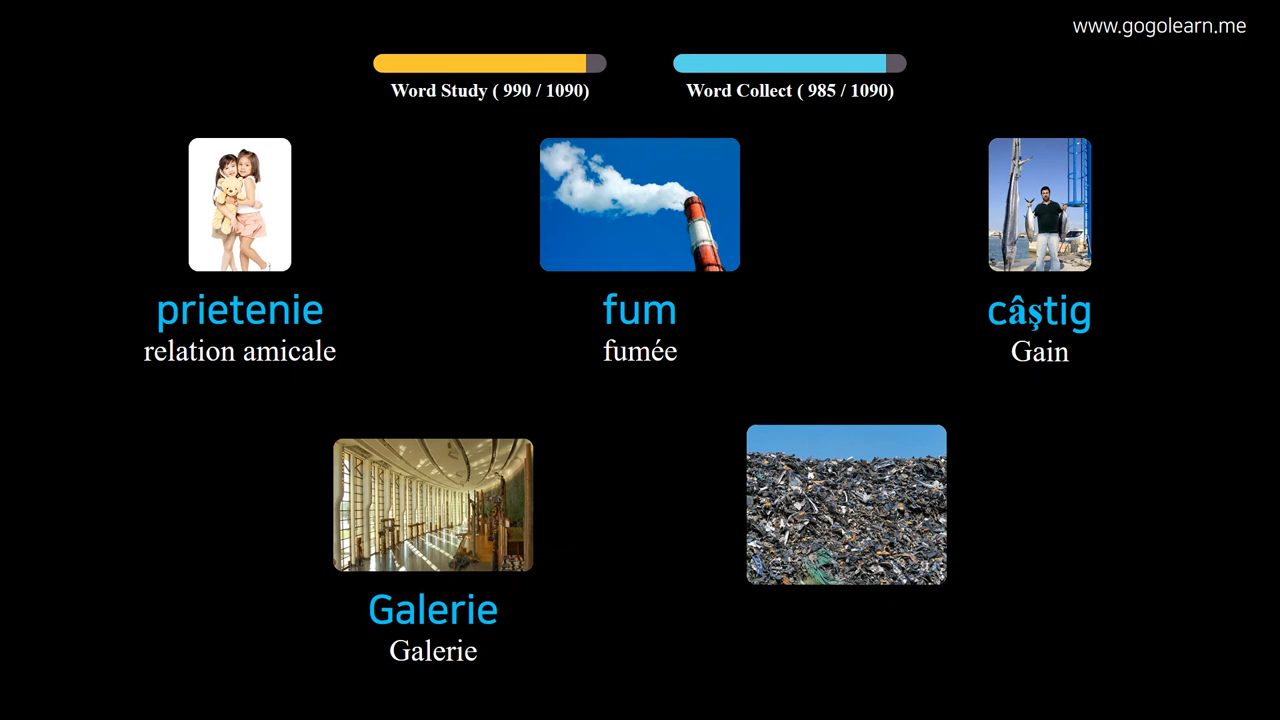 www.gogolearn.me
Word Study ( 990 / 1090)
Word Collect ( 985 / 1090)
prietenie
relation amicale
fum
fumée
câştig
Gain
Galerie
Galerie